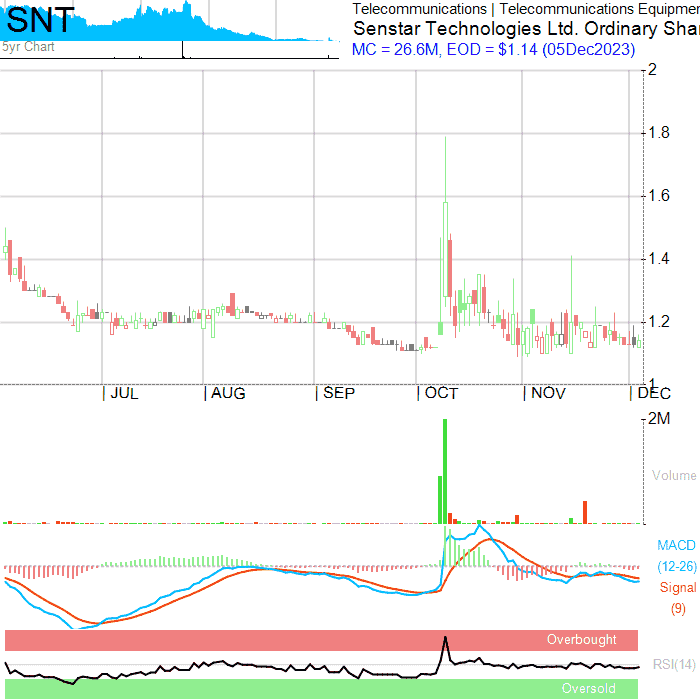 SNT
5yr Chart
Telecommunications | Telecommunications Equipmen
Senstar Technologies Ltd. Ordinary Shar
MC = 26.6M, EOD = $1.14 (05Dec2023)
2
1.8
1.6
1.4
1.2
1
JUL AUG SEP OCT NOV DEC
2M
Volume
MACD
(12-26)
Signal
(9)
Overbought
RSI(14)
Oversold